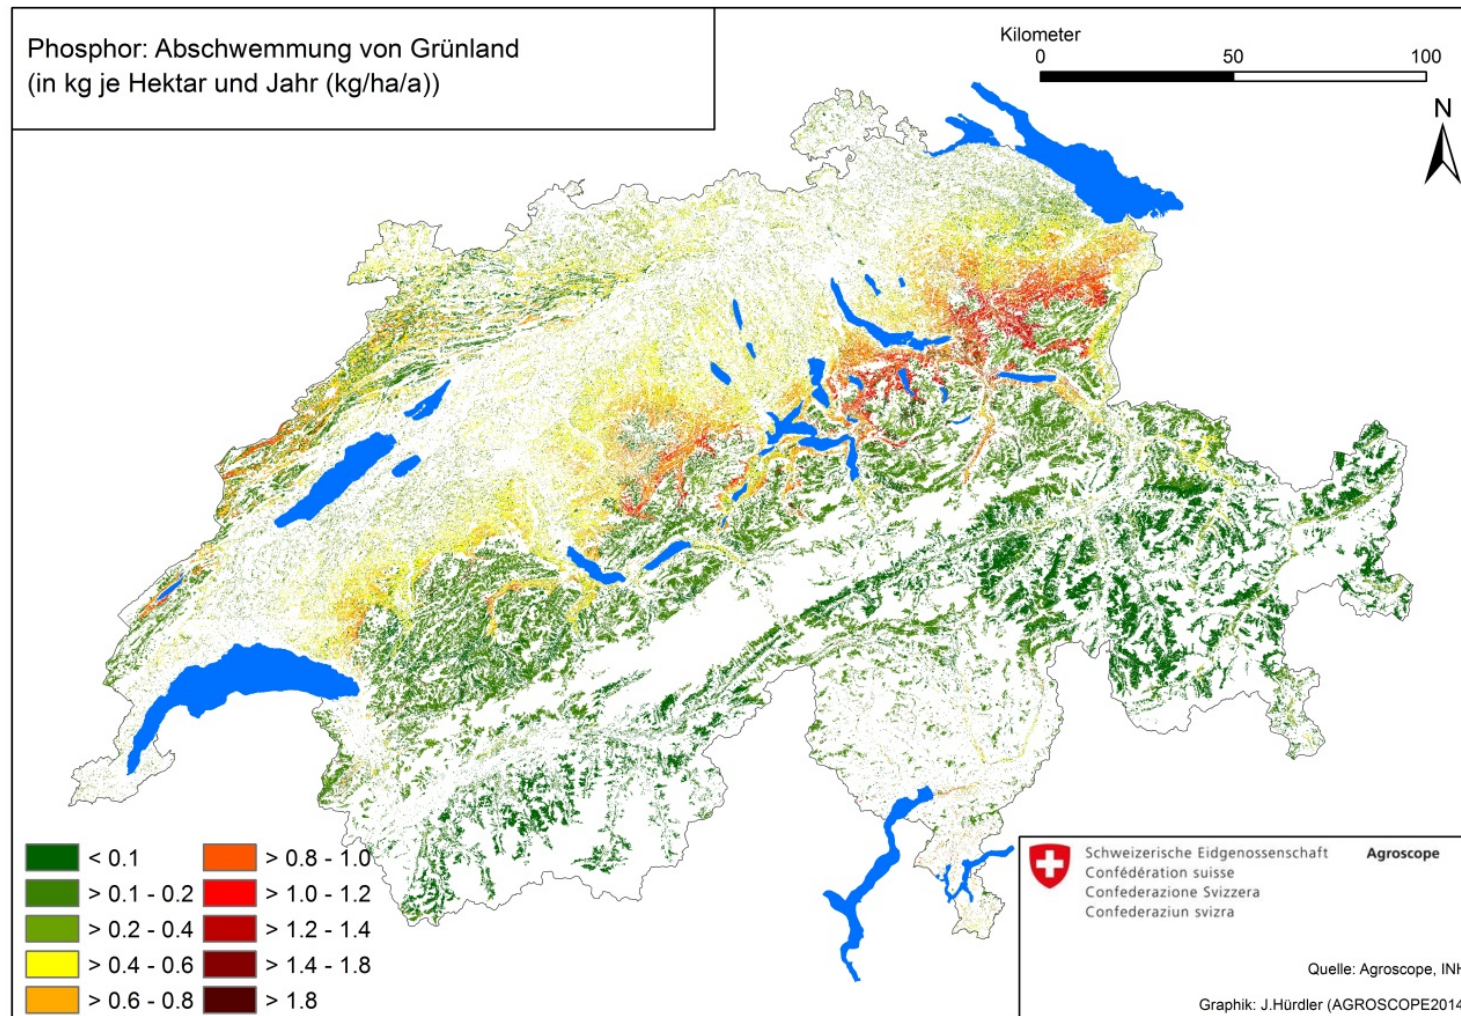 Phosphor: Abschwemmung von Grünland
(in kg je Hektar und Jahr (kg/ha/a))
Kilometer
0 50 100
N
< 0.1
> 0.1 - 0.2
> 0.2 - 0.4
> 0.4 - 0.6
> 0.6 - 0.8
> 0.8 - 1.0
> 1.0 - 1.2
> 1.2 - 1.4
> 1.4 - 1.8
> 1.8
Schweizerische Eidgenossenschaft
Confédération suisse
Confederazione Svizzera
Confederaziun svizra
Agroscope
Quelle: Agroscope, INH
Graphik: J.Hürdler (AGROSCOPE2014